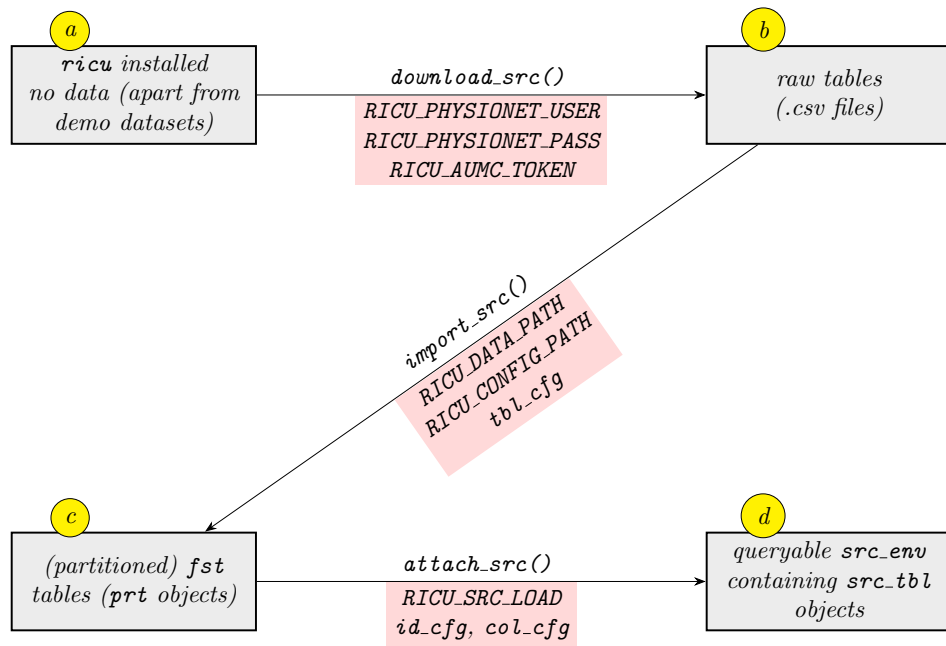 a
ricu installed
no data (apart from
demo datasets)
download_src()
RICU_PHYSIONET_USER
RICU_PHYSIONET_PASS
RICU_AUMC_TOKEN
b
raw tables
(.csv files)
import_src()
RICU_DATA_PATH
RICU_CONFIG_PATH
tbl_cfg
c
(partitioned) fst
tables (prt objects)
attach_src()
RICU_SRC_LOAD
id_cfg, col_cfg
d
queryable src_env
containing src_tbl
objects